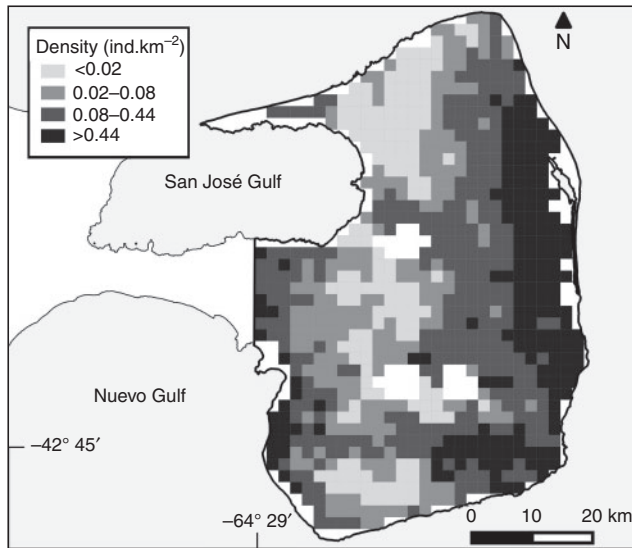 Density (ind.km⁻²)
<0.02
0.02–0.08
0.08–0.44
>0.44
N
San José Gulf
Nuevo Gulf
–42° 45′
–64° 29′
0 10 20 km